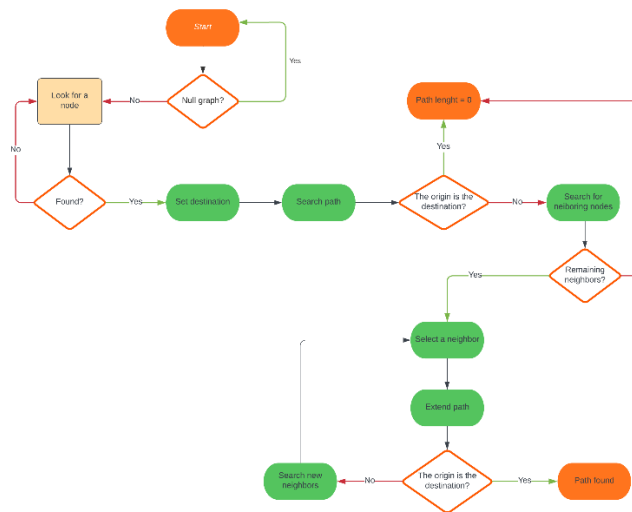 Start
Yes
Look for a
node
No
Null graph?
Path lenght = 0
No
Yes
Found?
Yes
Set destination
Search path
The origin is the
destination?
No
Search for
neiboring nodes
Yes
Remaining
neighbors?
Select a neighbor
Extend path
Search new
neighbors
No
The origin is the
destination?
Yes
Path found